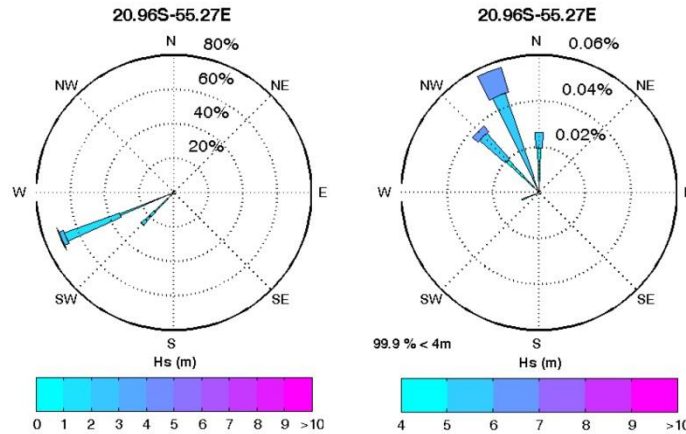 20.96S-55.27E
N
80%
60%
40%
20%
NW
NE
W
E
SW
SE
S
Hs (m)
0 1 2 3 4 5 6 7 8 9 >10
20.96S-55.27E
N
0.06%
0.04%
0.02%
NW
NE
W
SW
SE
S
99.9 % < 4m
Hs (m)
4 5 6 7 8 9 >10